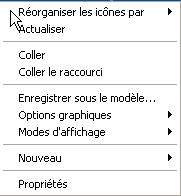 Réorganiser les icônes par
Actualiser
Coller
Coller le raccourci
Enregistrer sous le modèle...
Options graphiques
Modes d'affichage
Nouveau
Propriétés